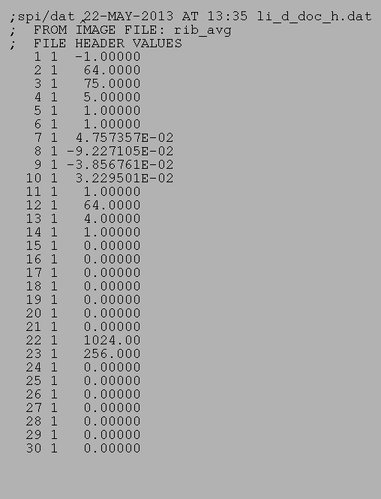 ;spi/dat 22-MAY-2013 AT 13:35 li_d_doc_h.dat
; FROM IMAGE FILE: rib_avg
; FILE HEADER VALUES
1 1 -1.00000
2 1 64.0000
3 1 75.0000
4 1 5.00000
5 1 1.00000
6 1 1.00000
7 1 4.757357E-02
8 1 -9.227105E-02
9 1 -3.856761E-02
10 1 3.229501E-02
11 1 1.00000
12 1 64.0000
13 1 4.00000
14 1 1.00000
15 1 0.00000
16 1 0.00000
17 1 0.00000
18 1 0.00000
19 1 0.00000
20 1 0.00000
21 1 0.00000
22 1 1024.00
23 1 256.000
24 1 0.00000
25 1 0.00000
26 1 0.00000
27 1 0.00000
28 1 0.00000
29 1 0.00000
30 1 0.00000